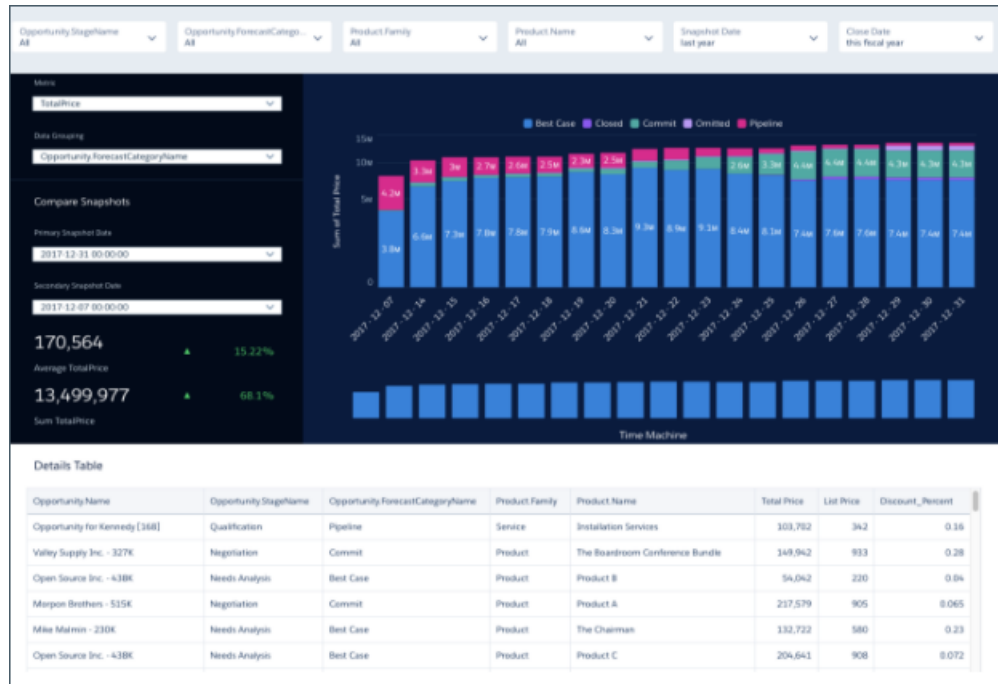 Opportunity.StageName
All
Opportunity.ForecastCatego...
All
Product.Family
All
Product.Name
All
Snapshot Date
last year
Close Date
this fiscal year
Metric
TotalPrice
Data Grouping
Opportunity.ForecastCategoryName
Compare Snapshots
Primary Snapshot Date
2017-12-31 00:00:00
Secondary Snapshot Date
2017-12-07 00:00:00
170,564 ▲ 15.22%
Average TotalPrice
13,499,977 ▲ 68.1%
Sum TotalPrice
Best Case Closed Commit Omitted Pipeline
Sum of Total Price
15M
10M
5M
0
4.2M 3.3M 3M 2.7M 2.6M 2.5M 2.3M 2.5M 2.6M 3.3M 4.4M 4.4M 4.4M 4.3M 4.3M 4.3M
3.8M 6.6M 7.3M 7.8M 7.8M 7.9M 8.6M 8.3M 9.3M 8.9M 9.1M 8.4M 8.1M 7.4M 7.6M 7.6M 7.4M 7.4M 7.4M
2017-12-07 2017-12-14 2017-12-15 2017-12-16 2017-12-17 2017-12-18 2017-12-19 2017-12-20 2017-12-21 2017-12-22 2017-12-23 2017-12-24 2017-12-25 2017-12-26 2017-12-27 2017-12-28 2017-12-29 2017-12-30 2017-12-31
Time Machine
Details Table
Opportunity.Name Opportunity.StageName Opportunity.ForecastCategoryName Product.Family Product.Name Total Price List Price Discount_Percent
Opportunity for Kennedy [168] Qualification Pipeline Service Installation Services 103,702 342 0.16
Valley Supply Inc. - 327K Negotiation Commit Product The Boardroom Conference Bundle 149,942 933 0.28
Open Source Inc. - 438K Needs Analysis Best Case Product Product B 54,042 220 0.84
Morpon Brothers - 515K Negotiation Commit Product Product A 217,579 905 0.065
Mike Malmin - 230K Needs Analysis Best Case Product The Chairman 132,722 580 0.23
Open Source Inc. - 438K Needs Analysis Best Case Product Product C 204,641 908 0.072